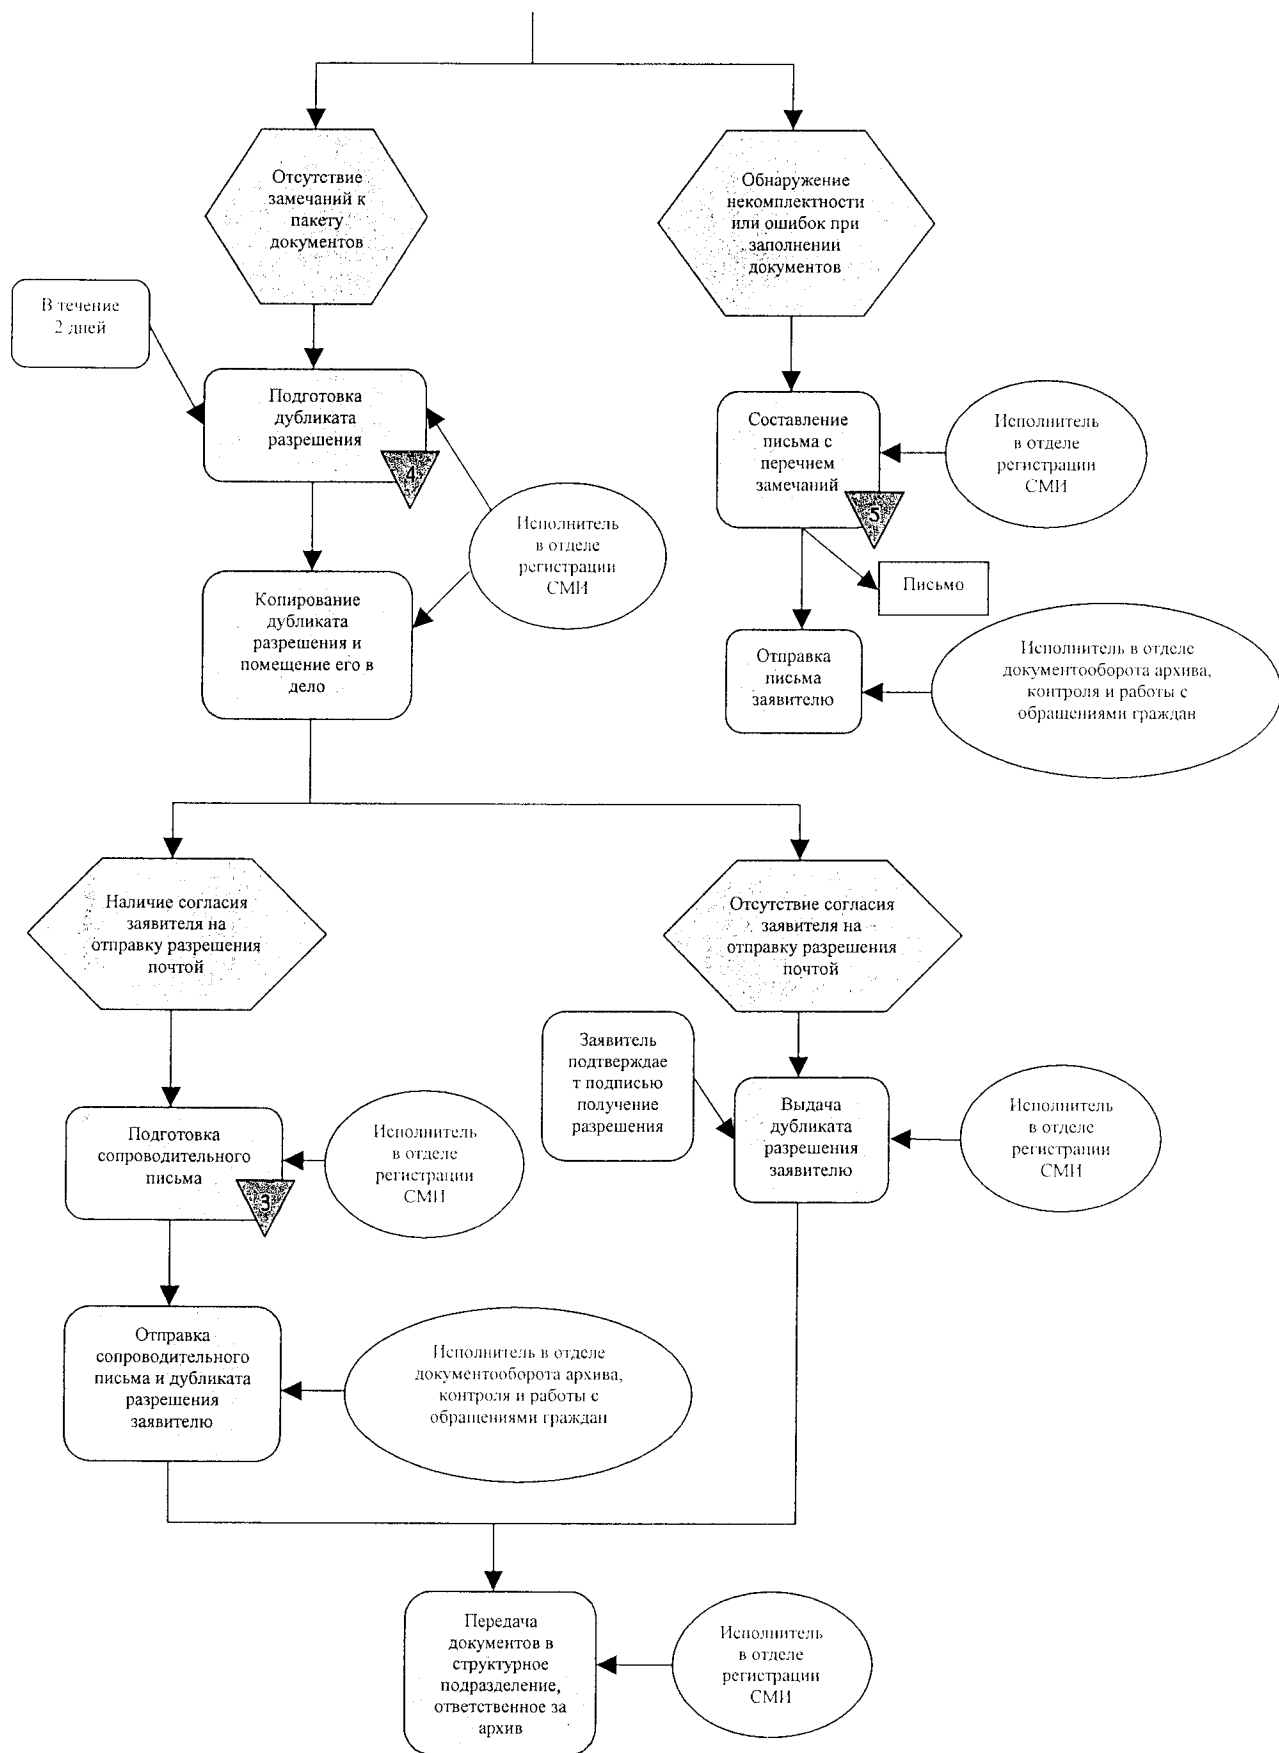 Отсутствие
замечаний к
пакету
документов
Обнаружение
некомплектности
или ошибок при
заполнении
документов
В течение
2 дней
Подготовка
дубликата
разрешения
4
Исполнитель
в отделе
регистрации
СМИ
Составление
письма с
перечнем
замечаний
5
Исполнитель
в отделе
регистрации
СМИ
Письмо
Копирование
дубликата
разрешения и
помещение его в
дело
Отправка
письма
заявителю
Исполнитель в отделе
документооборота архива,
контроля и работы с
обращениями граждан
Наличие согласия
заявителя на
отправку разрешения
почтой
Отсутствие согласия
заявителя на
отправку разрешения
почтой
Заявитель
подтверждае
т подписью
получение
разрешения
Выдача
дубликата
разрешения
заявителю
Исполнитель
в отделе
регистрации
СМИ
Подготовка
сопроводительного
письма
3
Исполнитель
в отделе
регистрации
СМИ
Отправка
сопроводительного
письма и дубликата
разрешения
заявителю
Исполнитель в отделе
документооборота архива,
контроля и работы с
обращениями граждан
Передача
документов в
структурное
подразделение,
ответственное за
архив
Исполнитель
в отделе
регистрации
СМИ